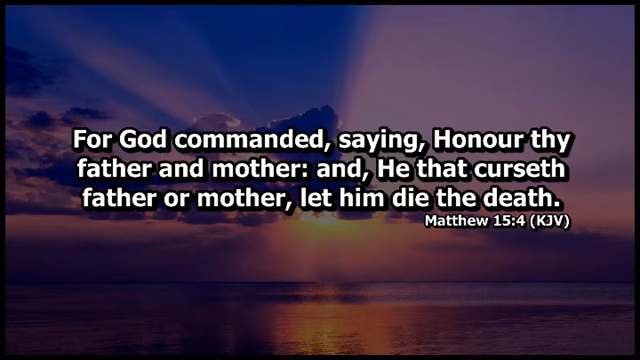 For God commanded, saying, Honour thy
father and mother: and, He that curseth
father or mother, let him die the death.
Matthew 15:4 (KJV)